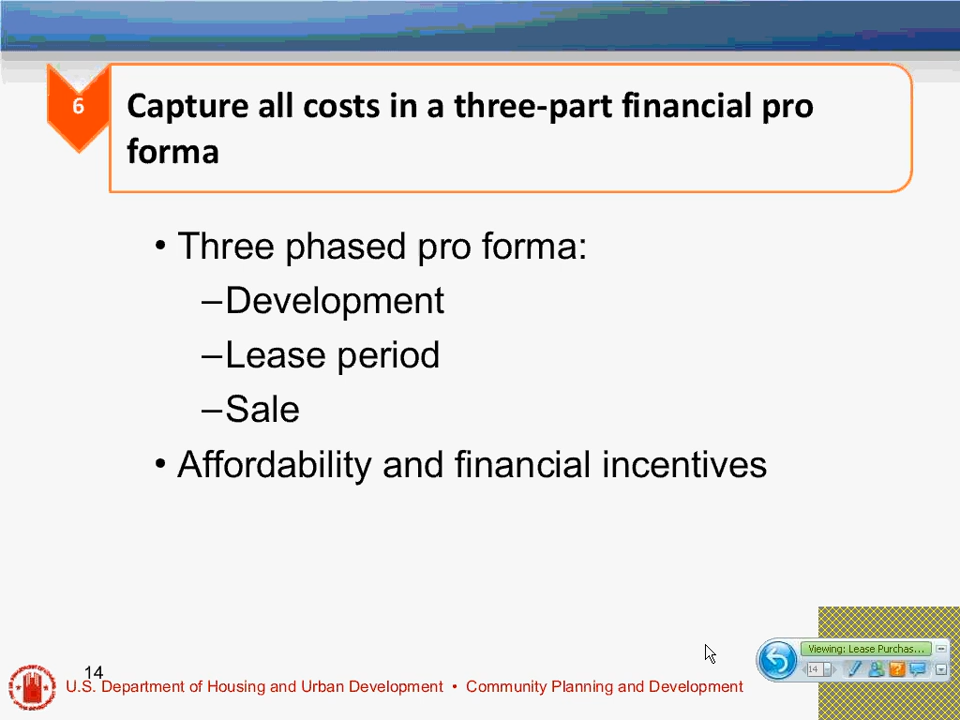 6
Capture all costs in a three-part financial pro
forma
• Three phased pro forma:
–Development
–Lease period
–Sale
• Affordability and financial incentives
Viewing: Lease Purchas...
14
14
U.S. Department of Housing and Urban Development • Community Planning and Development